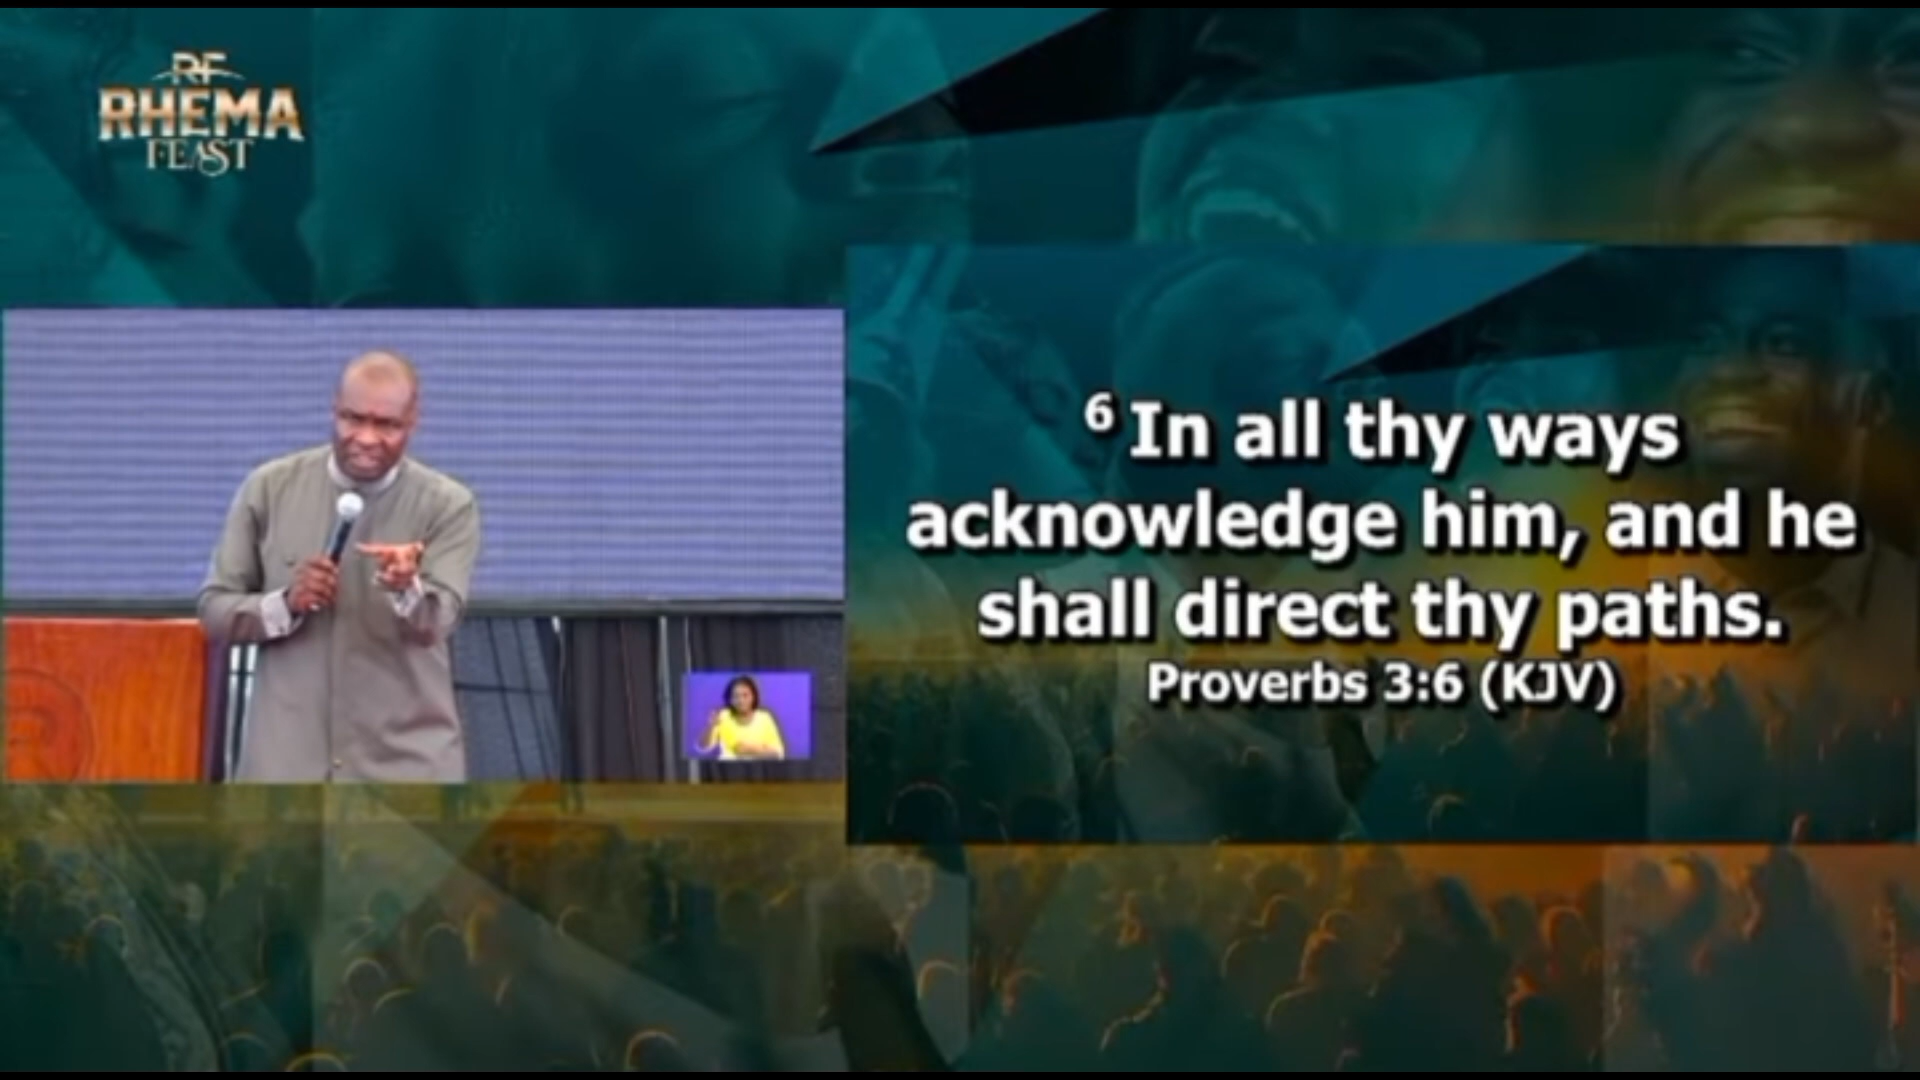 RF
RHEMA
FEAST
6 In all thy ways
acknowledge him, and he
shall direct thy paths.
Proverbs 3:6 (KJV)